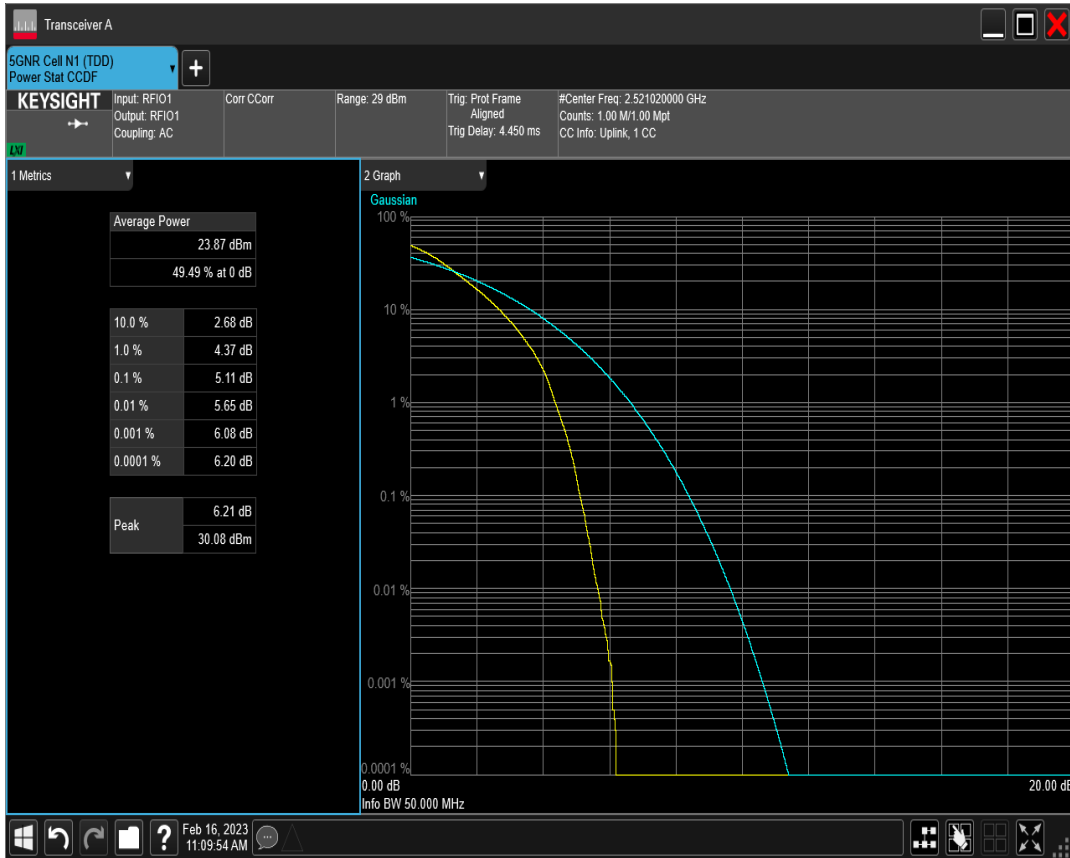 Transceiver A
5GNR Cell N1 (TDD)
Power Stat CCDF
KEYSIGHT
LXI
Input: RFIO1
Output: RFIO1
Coupling: AC
Corr CCorr
Range: 29 dBm
Trig: Prot Frame
Aligned
Trig Delay: 4.450 ms
#Center Freq: 2.521020000 GHz
Counts: 1.00 M/1.00 Mpt
CC Info: Uplink, 1 CC
1 Metrics
Average Power
23.87 dBm
49.49 % at 0 dB
10.0 % 2.68 dB
1.0 % 4.37 dB
0.1 % 5.11 dB
0.01 % 5.65 dB
0.001 % 6.08 dB
0.0001 % 6.20 dB
Peak
6.21 dB
30.08 dBm
2 Graph
Gaussian
100 %
10 %
1 %
0.1 %
0.01 %
0.001 %
0.0001 %
0.00 dB 20.00 dB
Info BW 50.000 MHz
? Feb 16, 2023
11:09:54 AM